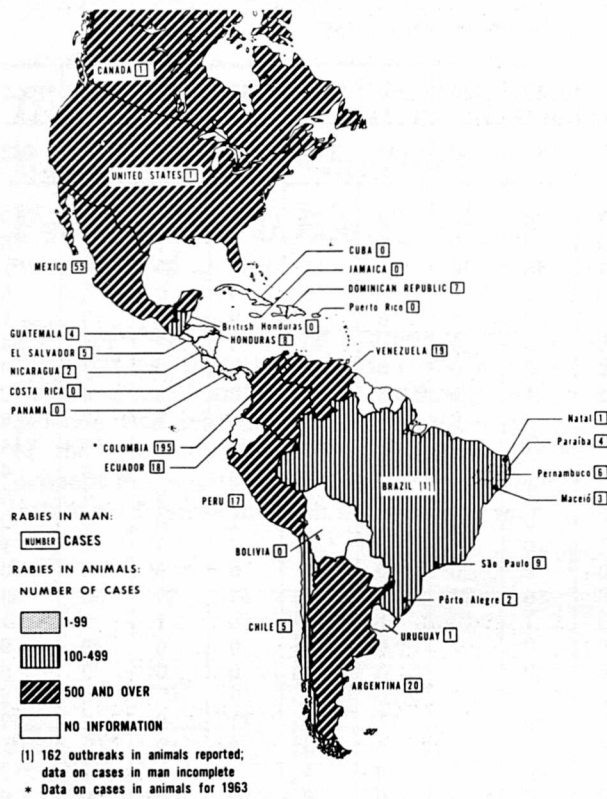 CANADA 1
UNITED STATES 1
MEXICO 55
CUBA 0
JAMAICA 0
DOMINICAN REPUBLIC 7
Puerto Rico 0
British Honduras 0
HONDURAS 8
GUATEMALA 4
EL SALVADOR 5
NICARAGUA 2
COSTA RICA 0
PANAMA 0
VENEZUELA 19
* COLOMBIA 195
ECUADOR 18
PERU 17
BRAZIL (1)
Natal 1
Paraíba 4
Pernambuco 6
Maceió 3
BOLIVIA 0
São Paulo 9
Pôrto Alegre 2
CHILE 5
URUGUAY 1
ARGENTINA 20
RABIES IN MAN:
NUMBER CASES
RABIES IN ANIMALS:
NUMBER OF CASES
1-99
100-499
500 AND OVER
NO INFORMATION
(1) 162 outbreaks in animals reported;
data on cases in man incomplete
* Data on cases in animals for 1963